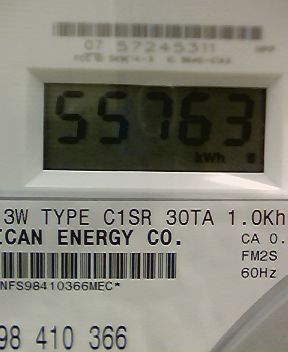 07 57245311
55763
kWh
3W TYPE C1SR 30TA 1.0Kh
ICAN ENERGY CO.
CA 0.
FM2S
NFS98410366MEC*
60Hz
98 410 366